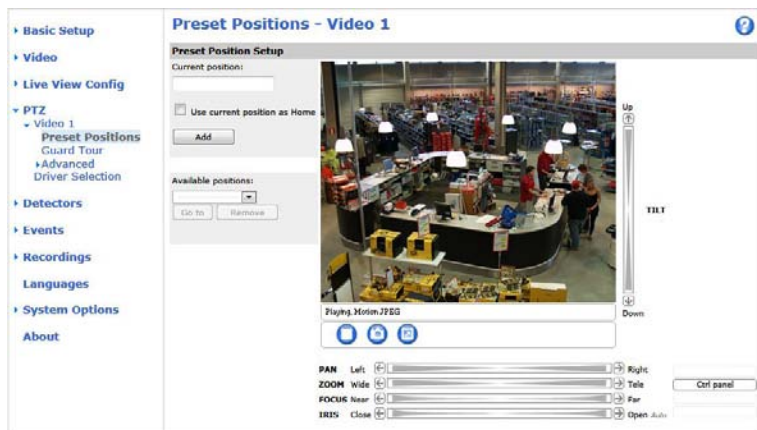 Basic Setup
Video
Live View Config
PTZ
Video 1
Preset Positions
Guard Tour
Advanced
Driver Selection
Detectors
Events
Recordings
Languages
System Options
About
Preset Positions - Video 1
?
Preset Position Setup
Current position:
Use current position as Home
Add
Available positions:
Go to Remove
Up
TILT
Down
Playing, Motion JPEG
PAN Left Right
ZOOM Wide Tele Ctrl panel
FOCUS Near Far
IRIS Close Open Auto